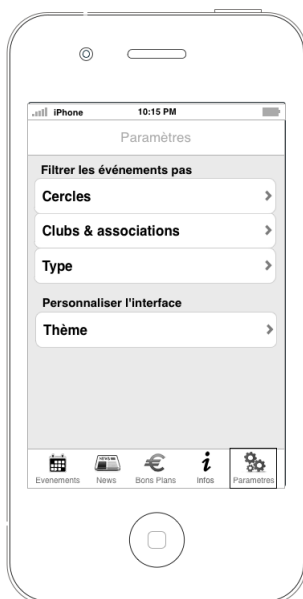 iPhone 10:15 PM
Paramètres
Filtrer les événements pas
Cercles
Clubs & associations
Type
Personnaliser l'interface
Thème
Evenements News Bons Plans Infos Parametres